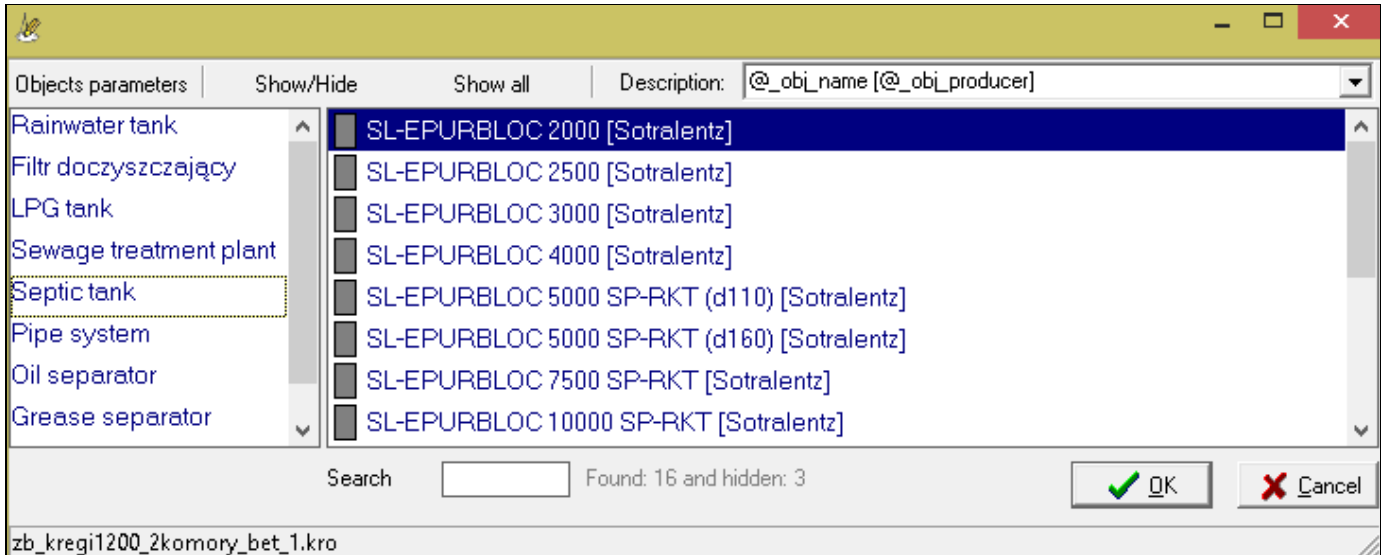 Objects parameters Show/Hide Show all Description: @_obj_name [@_obj_producer]
Rainwater tank
Filtr doczyszczający
LPG tank
Sewage treatment plant
Septic tank
Pipe system
Oil separator
Grease separator
SL-EPURBLOC 2000 [Sotralentz]
SL-EPURBLOC 2500 [Sotralentz]
SL-EPURBLOC 3000 [Sotralentz]
SL-EPURBLOC 4000 [Sotralentz]
SL-EPURBLOC 5000 SP-RKT (d110) [Sotralentz]
SL-EPURBLOC 5000 SP-RKT (d160) [Sotralentz]
SL-EPURBLOC 7500 SP-RKT [Sotralentz]
SL-EPURBLOC 10000 SP-RKT [Sotralentz]
Search Found: 16 and hidden: 3 OK Cancel
zb_kregi1200_2komory_bet_1.kro